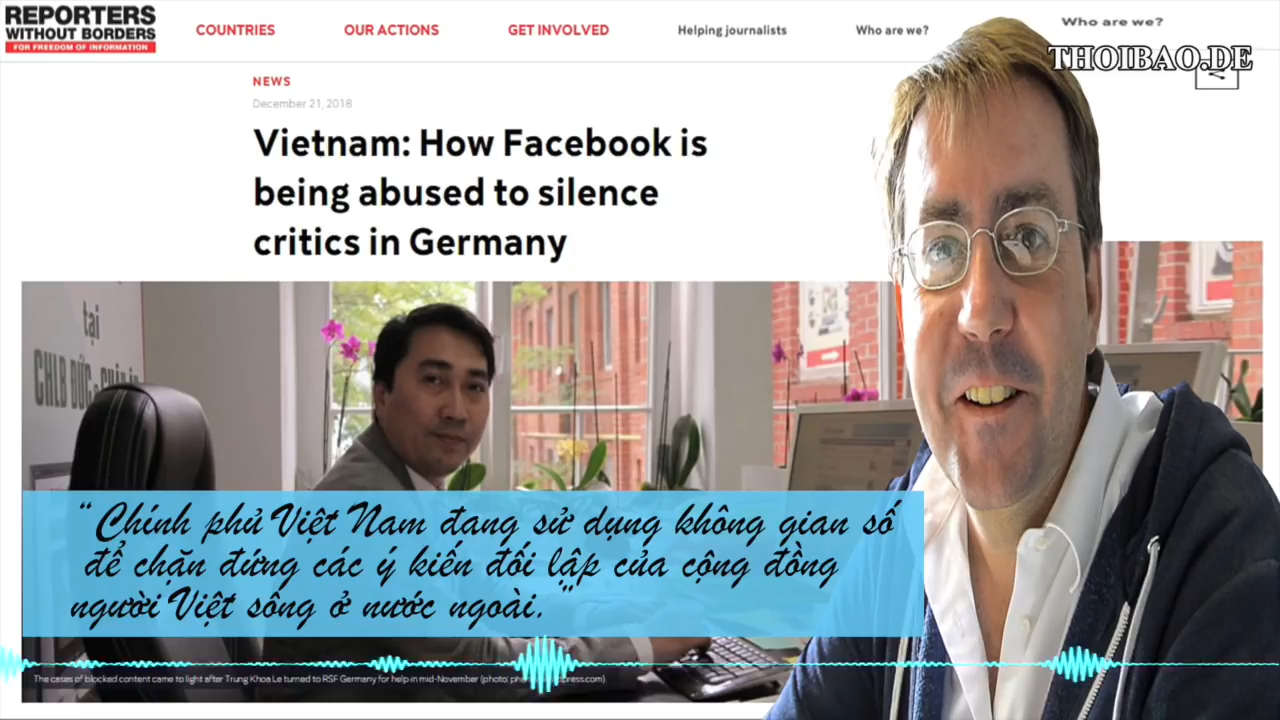 REPORTERS
WITHOUT BORDERS
FOR FREEDOM OF INFORMATION
COUNTRIES
OUR ACTIONS
GET INVOLVED
Helping journalists
Who are we?
Who are we?
THOIBAO.DE
NEWS
December 21, 2018
Vietnam: How Facebook is
being abused to silence
critics in Germany
tại
CHLB ĐỨC
“Chính phủ Việt Nam đang sử dụng không gian số
để chặn đứng các ý kiến đối lập của cộng đồng
người Việt sống ở nước ngoài.”
The cases of blocked content came to light after Trung Khoa Le turned to RSF Germany for help in mid-November (photo: